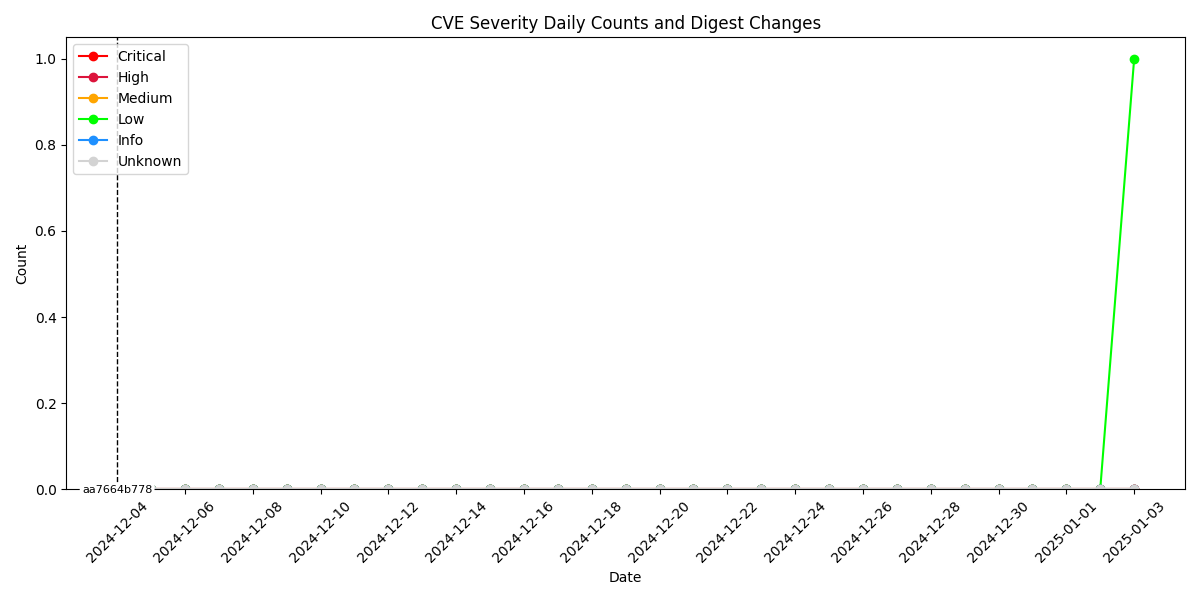 CVE Severity Daily Counts and Digest Changes
Critical
High
Medium
Low
Info
Unknown
Count
1.0
0.8
0.6
0.4
0.2
0.0
aa7664b778
2024-12-04
2024-12-06
2024-12-08
2024-12-10
2024-12-12
2024-12-14
2024-12-16
2024-12-18
2024-12-20
2024-12-22
2024-12-24
2024-12-26
2024-12-28
2024-12-30
2025-01-01
2025-01-03
Date